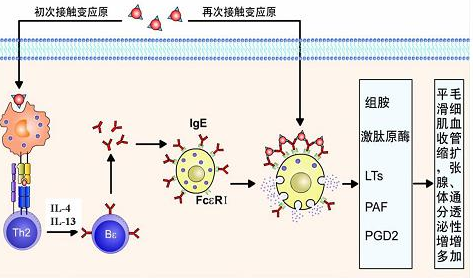 初次接触变应原
再次接触变应原
IgE
FcεRⅠ
IL-4
IL-13
Th2
Bε
组胺
激肽原酶
LTs
PAF
PGD2
毛细血管扩张、通透性增加
平滑肌收缩,腺体分泌增多